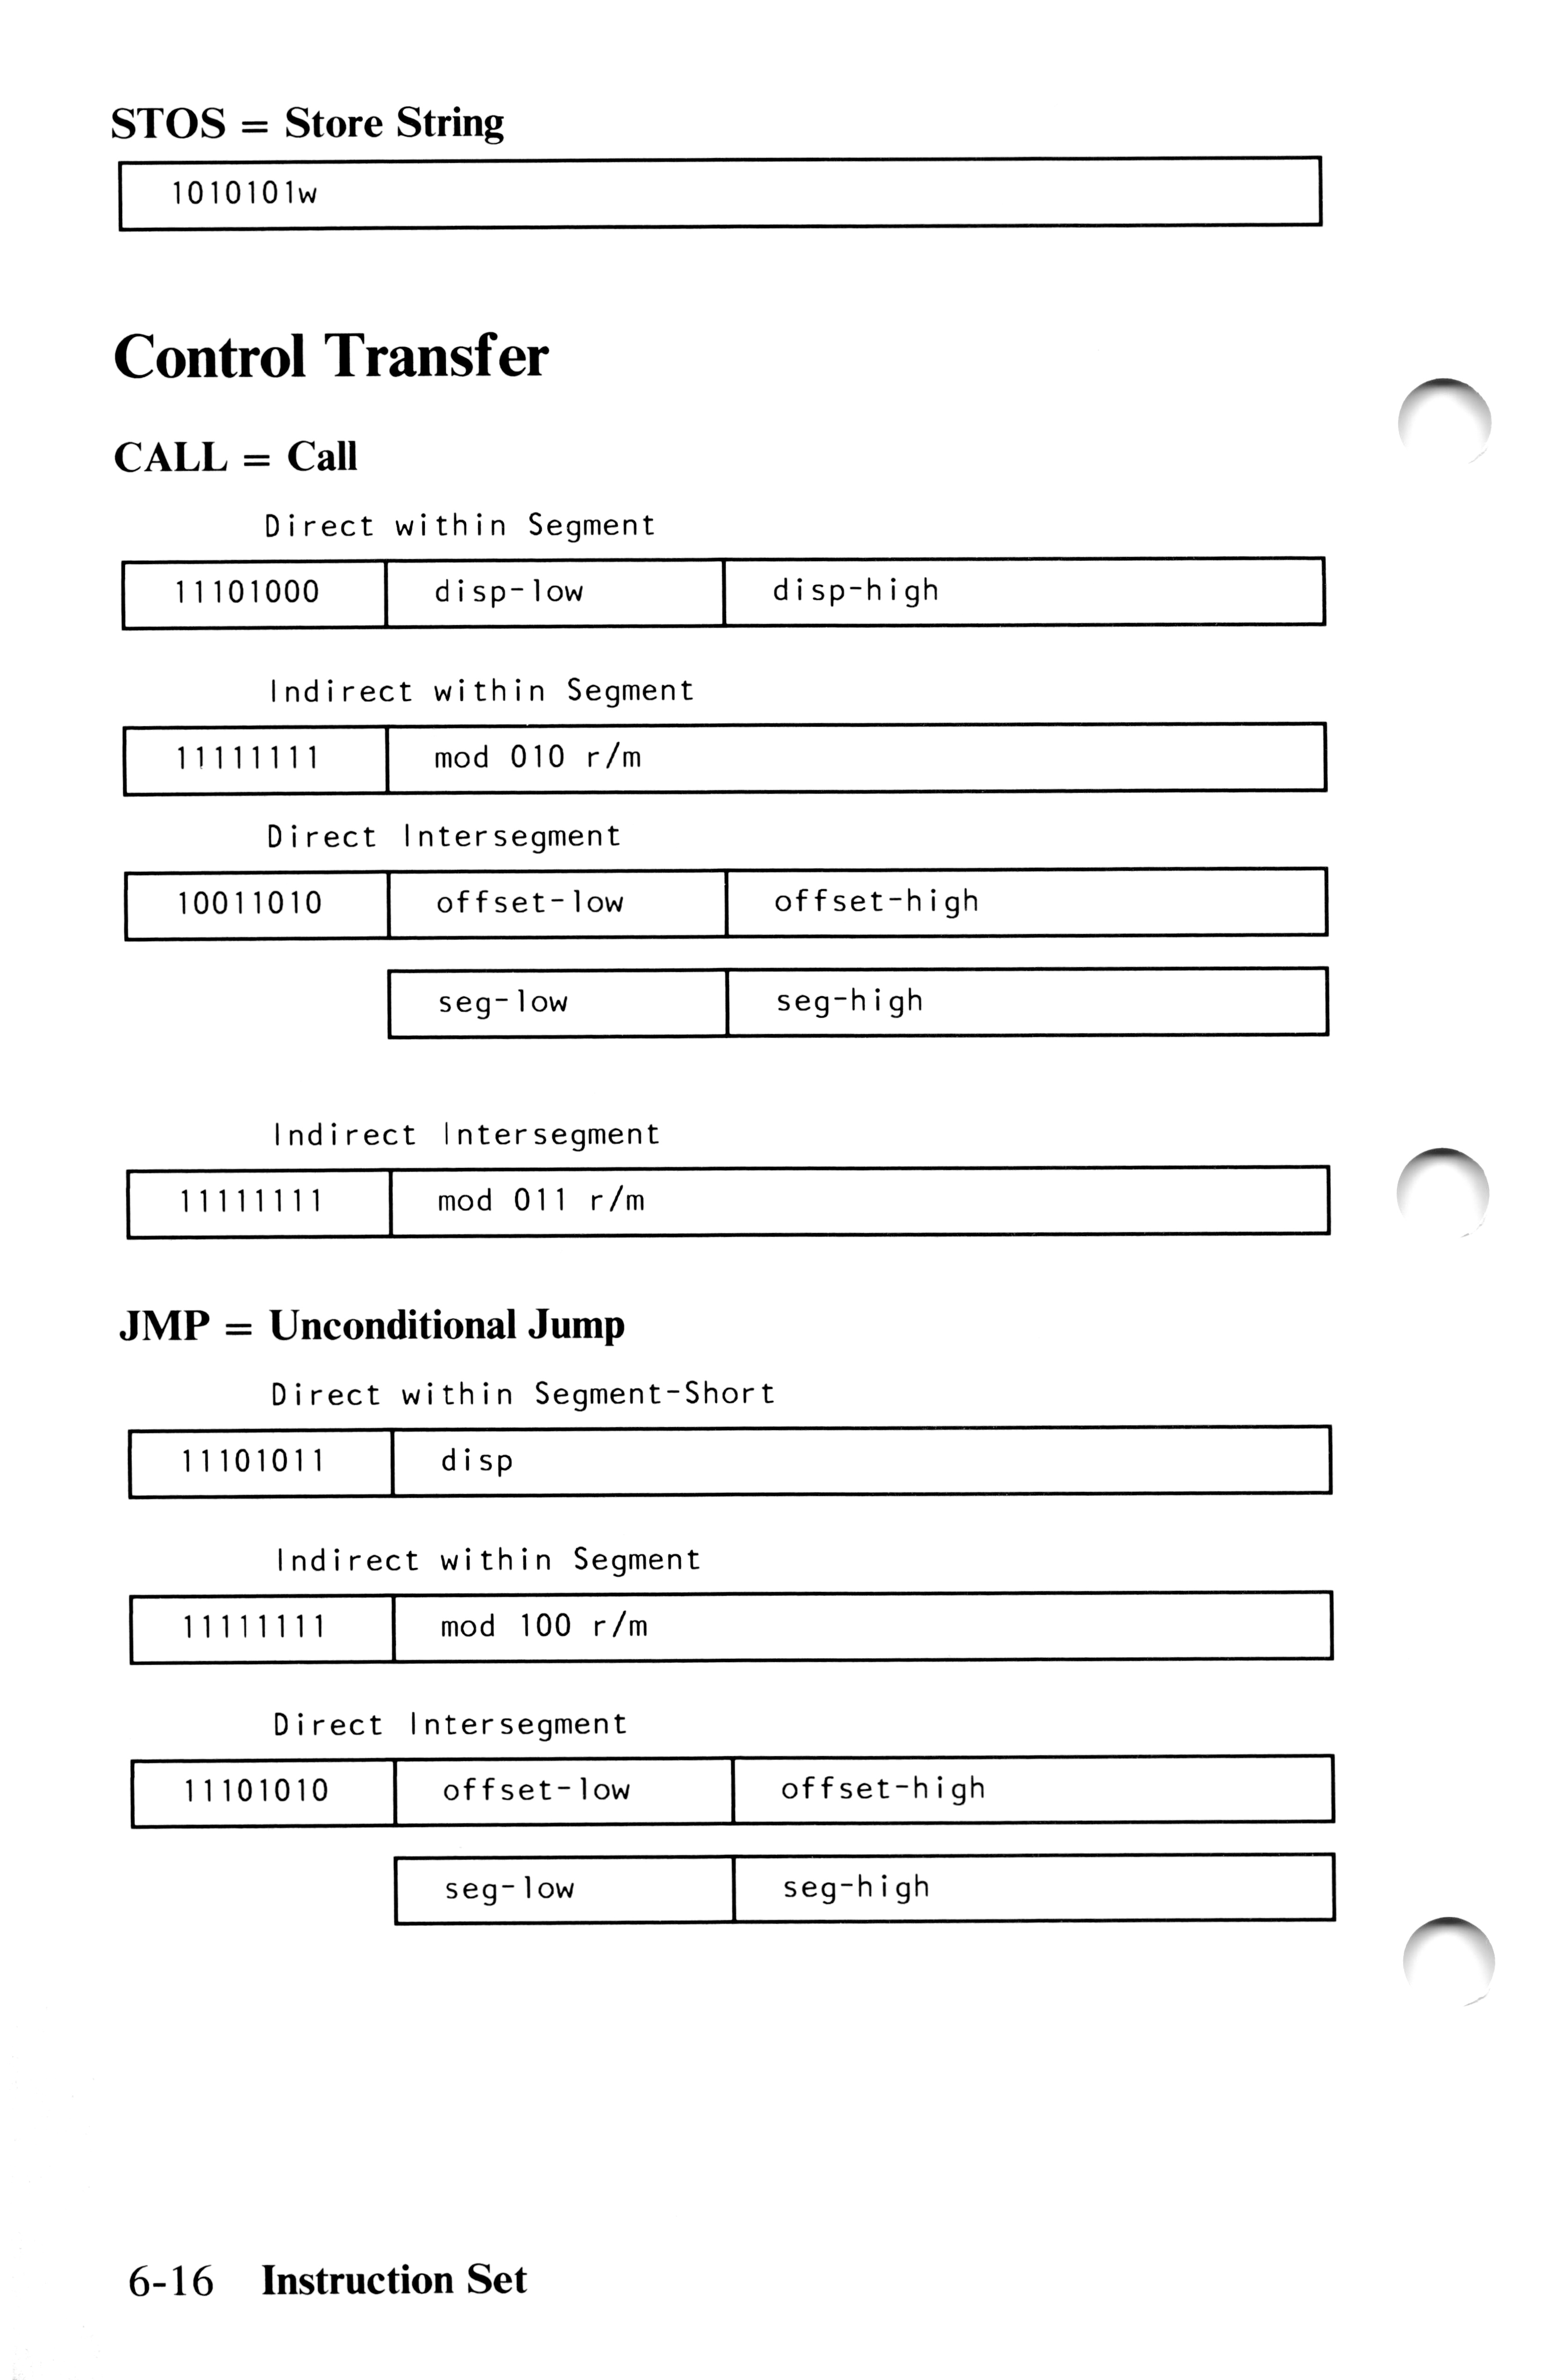 STOS = Store String
1010101w
Control Transfer
CALL = Call
Direct within Segment
11101000 disp-low disp-high
Indirect within Segment
11111111 mod 010 r/m
Direct Intersegment
10011010 offset-low offset-high
seg-low seg-high
Indirect Intersegment
11111111 mod 011 r/m
JMP = Unconditional Jump
Direct within Segment-Short
11101011 disp
Indirect within Segment
11111111 mod 100 r/m
Direct Intersegment
11101010 offset-low offset-high
seg-low seg-high
6-16 Instruction Set